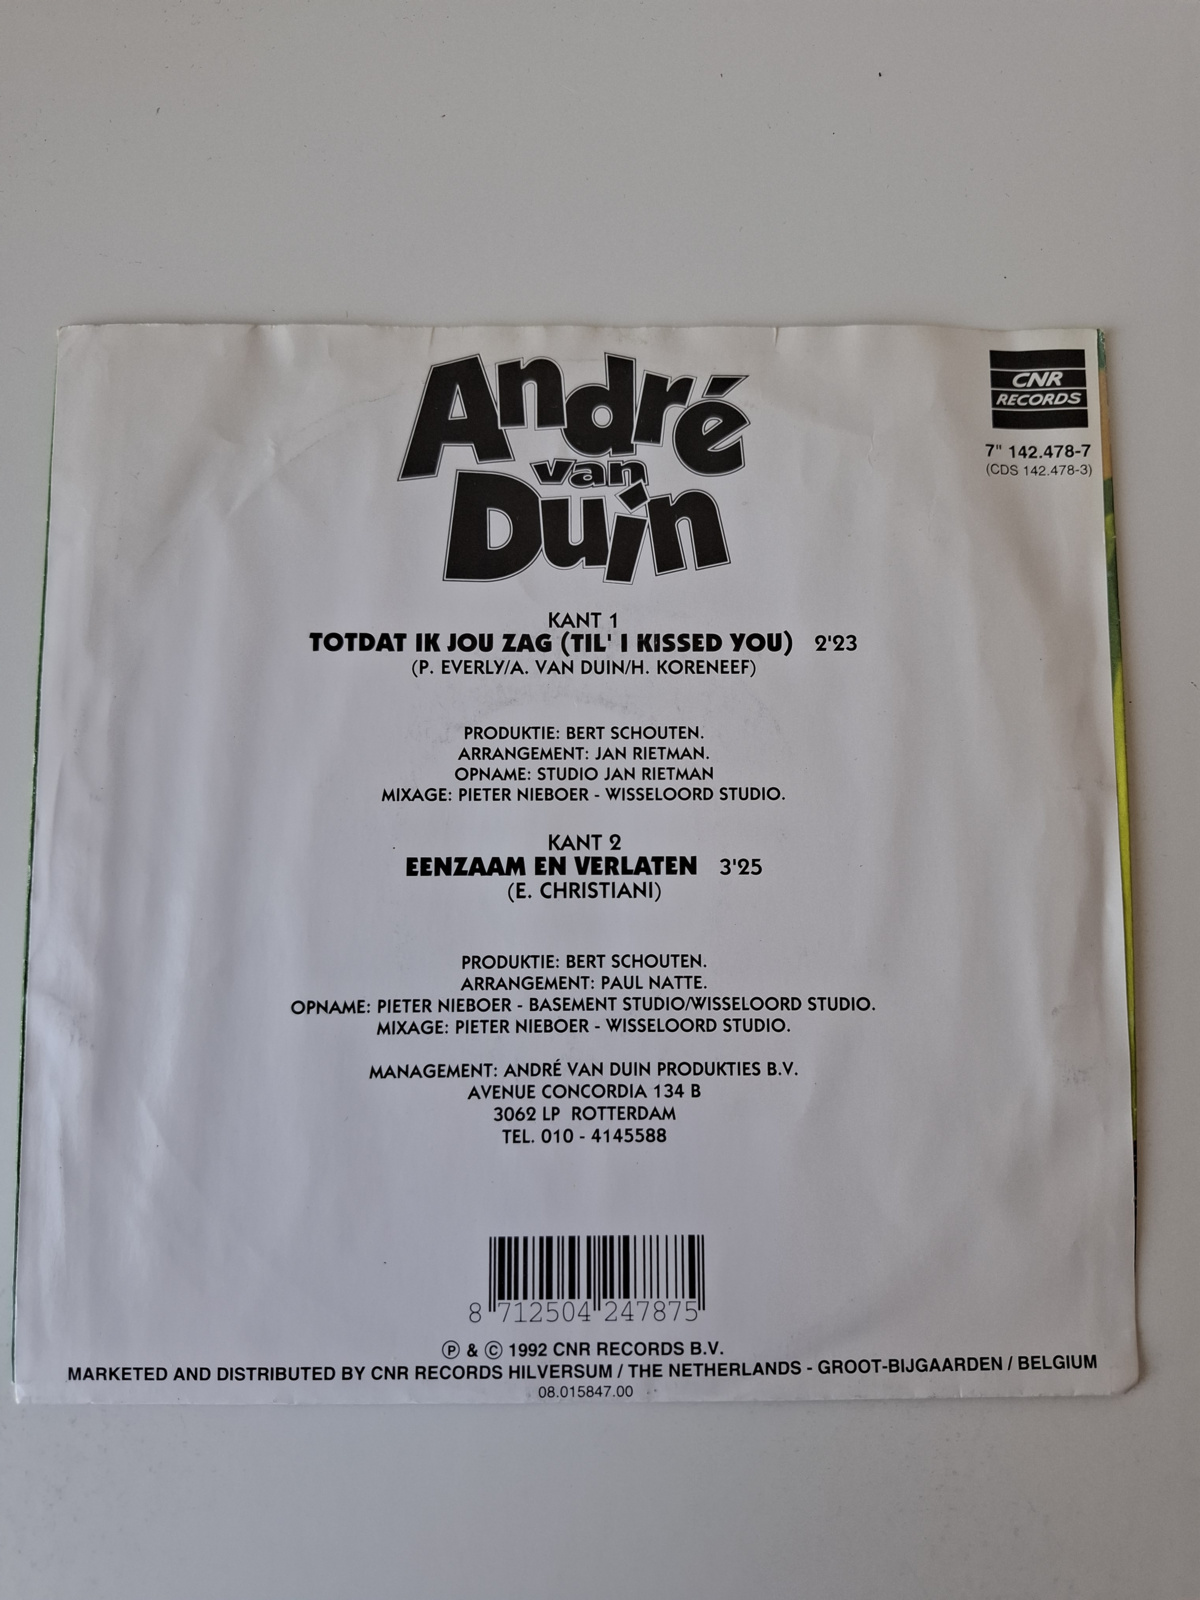 André
van
Duin
CNR
RECORDS
7" 142.478-7
(CDS 142.478-3)
KANT 1
TOTDAT IK JOU ZAG (TIL' I KISSED YOU) 2'23
(P. EVERLY/A. VAN DUIN/H. KORENEEF)
PRODUKTIE: BERT SCHOUTEN.
ARRANGEMENT: JAN RIETMAN.
OPNAME: STUDIO JAN RIETMAN
MIXAGE: PIETER NIEBOER - WISSELOORD STUDIO.
KANT 2
EENZAAM EN VERLATEN 3'25
(E. CHRISTIANI)
PRODUKTIE: BERT SCHOUTEN.
ARRANGEMENT: PAUL NATTE.
OPNAME: PIETER NIEBOER - BASEMENT STUDIO/WISSELOORD STUDIO.
MIXAGE: PIETER NIEBOER - WISSELOORD STUDIO.
MANAGEMENT: ANDRÉ VAN DUIN PRODUKTIES B.V.
AVENUE CONCORDIA 134 B
3062 LP ROTTERDAM
TEL. 010 - 4145588
8 712504 247875
Ⓟ & Ⓒ 1992 CNR RECORDS B.V.
MARKETED AND DISTRIBUTED BY CNR RECORDS HILVERSUM / THE NETHERLANDS - GROOT-BIJGAARDEN / BELGIUM
08.015847.00